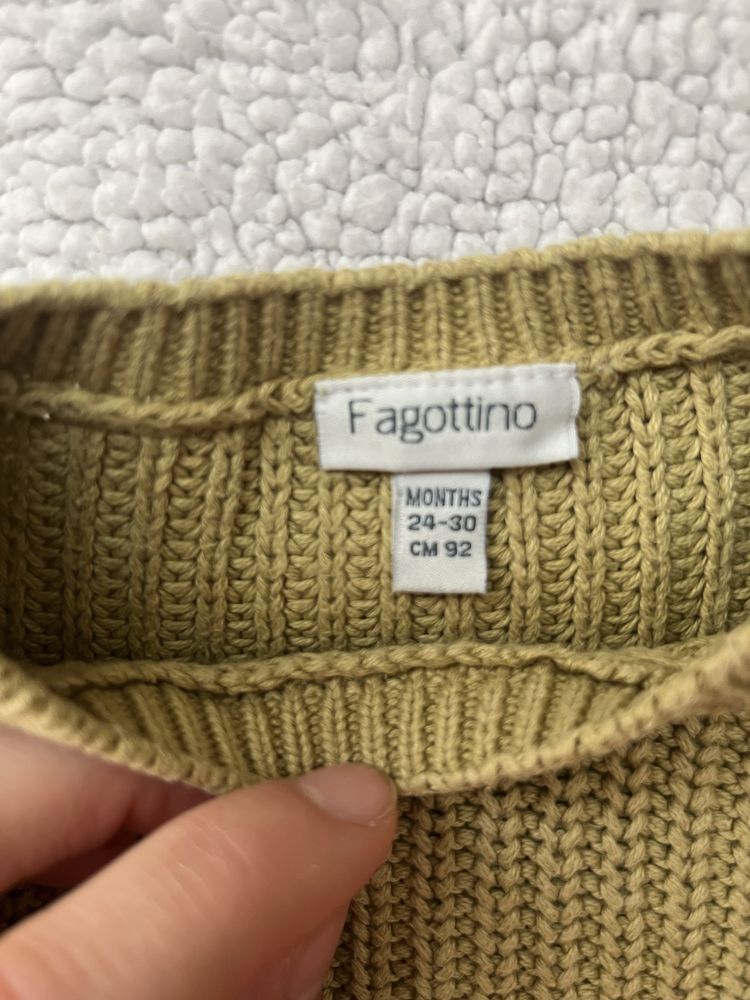 Fagottino
MONTHS
24-30
CM 92